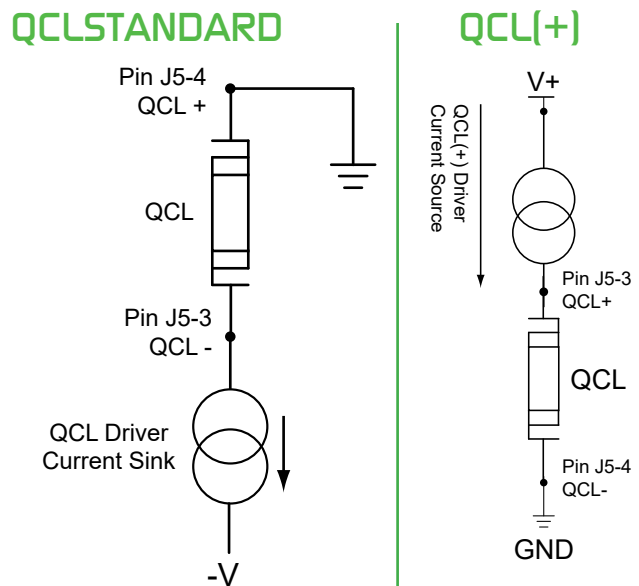 QCLSTANDARD
Pin J5-4
QCL +
QCL
Pin J5-3
QCL -
QCL Driver
Current Sink
-V
QCL(+)
V+
QCL(+) Driver
Current Source
Pin J5-3
QCL+
QCL
Pin J5-4
QCL-
GND